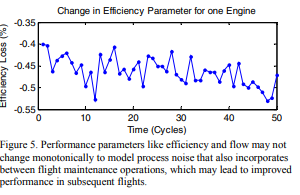 Change in Efficiency Parameter for one Engine
-0.35
-0.4
-0.45
-0.5
-0.55
Efficiency Loss (%)
0 10 20 30 40 50
Time (Cycles)
Figure 5. Performance parameters like efficiency and flow may not
change monotonically to model process noise that also incorporates
between flight maintenance operations, which may lead to improved
performance in subsequent flights.